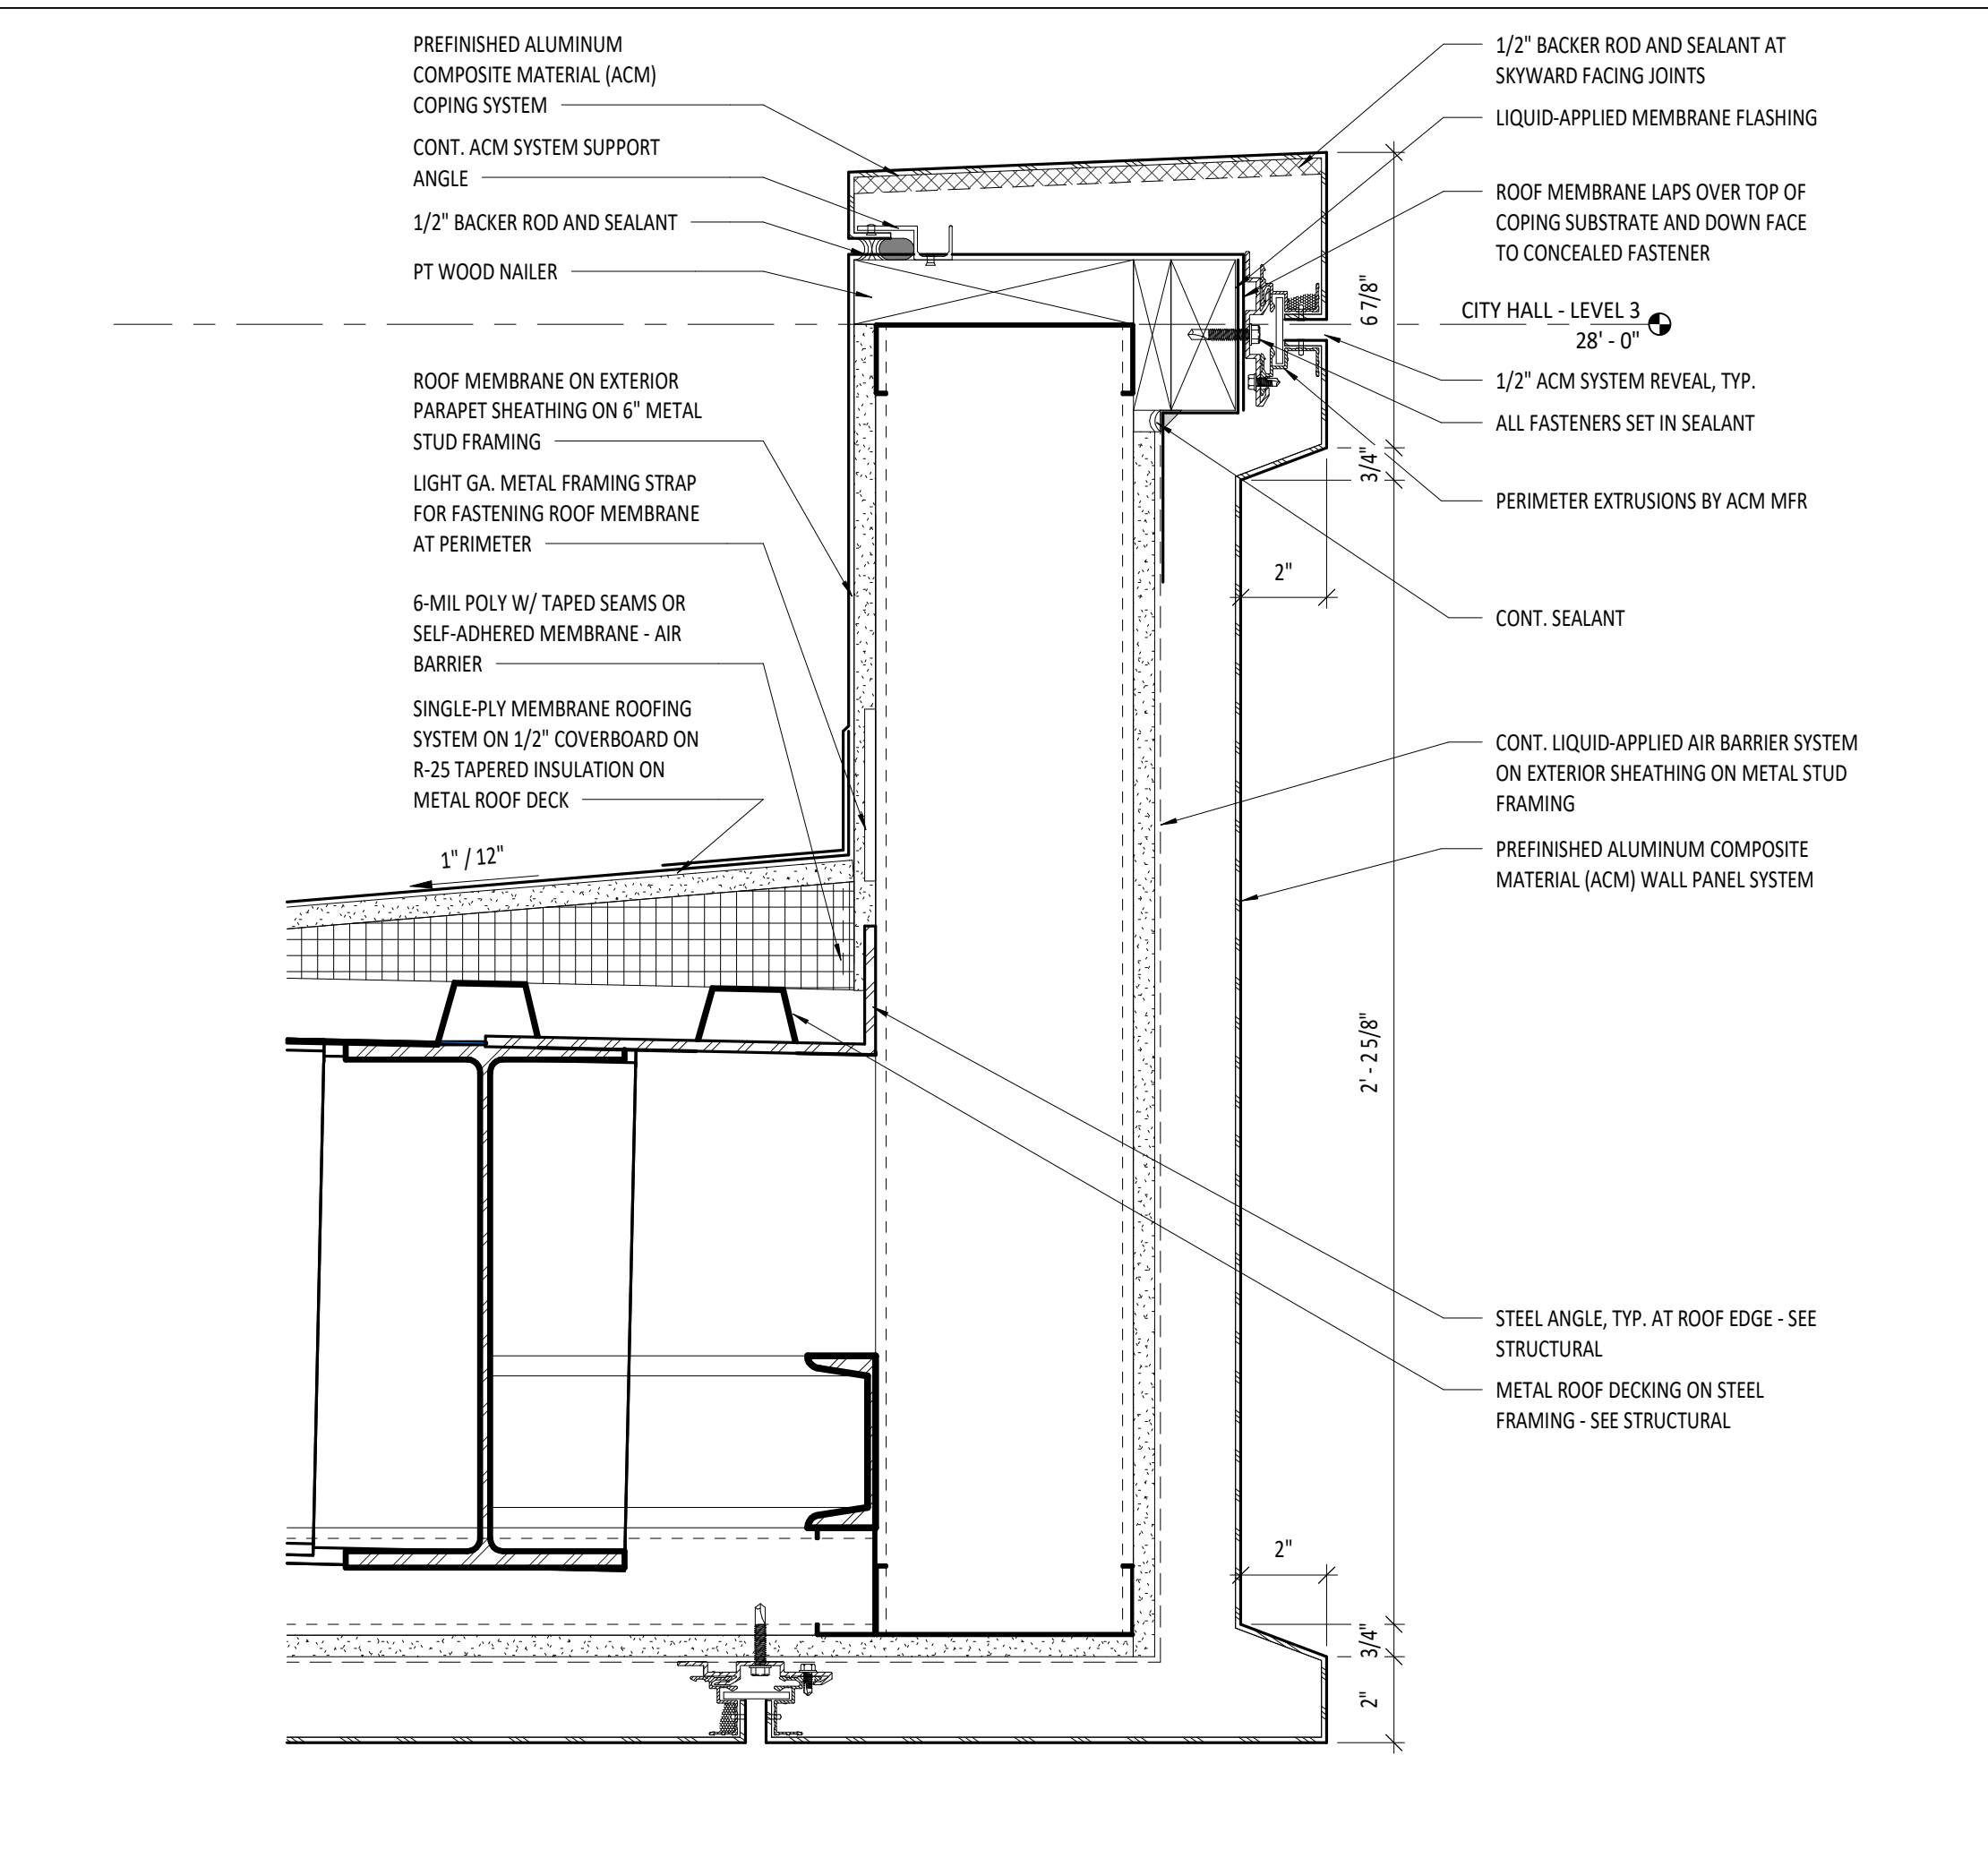 PREFINISHED ALUMINUM
COMPOSITE MATERIAL (ACM)
COPING SYSTEM
CONT. ACM SYSTEM SUPPORT
ANGLE
1/2" BACKER ROD AND SEALANT
PT WOOD NAILER
ROOF MEMBRANE ON EXTERIOR
PARAPET SHEATHING ON 6" METAL
STUD FRAMING
LIGHT GA. METAL FRAMING STRAP
FOR FASTENING ROOF MEMBRANE
AT PERIMETER
6-MIL POLY W/ TAPED SEAMS OR
SELF-ADHERED MEMBRANE - AIR
BARRIER
SINGLE-PLY MEMBRANE ROOFING
SYSTEM ON 1/2" COVERBOARD ON
R-25 TAPERED INSULATION ON
METAL ROOF DECK
1" / 12"
1/2" BACKER ROD AND SEALANT AT
SKYWARD FACING JOINTS
LIQUID-APPLIED MEMBRANE FLASHING
ROOF MEMBRANE LAPS OVER TOP OF
COPING SUBSTRATE AND DOWN FACE
TO CONCEALED FASTENER
CITY HALL - LEVEL 3
28' - 0"
1/2" ACM SYSTEM REVEAL, TYP.
ALL FASTENERS SET IN SEALANT
PERIMETER EXTRUSIONS BY ACM MFR
CONT. SEALANT
CONT. LIQUID-APPLIED AIR BARRIER SYSTEM
ON EXTERIOR SHEATHING ON METAL STUD
FRAMING
PREFINISHED ALUMINUM COMPOSITE
MATERIAL (ACM) WALL PANEL SYSTEM
STEEL ANGLE, TYP. AT ROOF EDGE - SEE
STRUCTURAL
METAL ROOF DECKING ON STEEL
FRAMING - SEE STRUCTURAL
6 7/8"
3/4"
2"
2' - 2 5/8"
2"
3/4"
2"